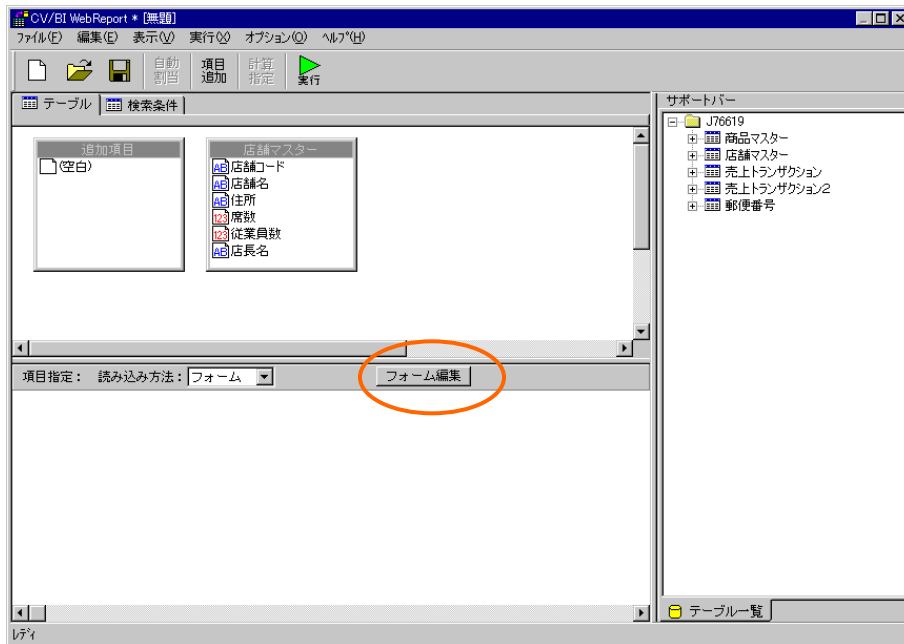 CV/BI WebReport * [無題]
ファイル(F) 編集(E) 表示(V) 実行(X) オプション(O) ヘルプ(H)
自動割当
項目追加
計算指定
実行
テーブル 検索条件
追加項目
(空白)
店舗マスター
AB 店舗コード
AB 店舗名
AB 住所
123 席数
123 従業員数
AB 店長名
項目指定: 読み込み方法: フォーム フォーム編集
サポートバー
J76619
商品マスター
店舗マスター
売上トランザクション
売上トランザクション2
郵便番号
テーブル一覧
レディ